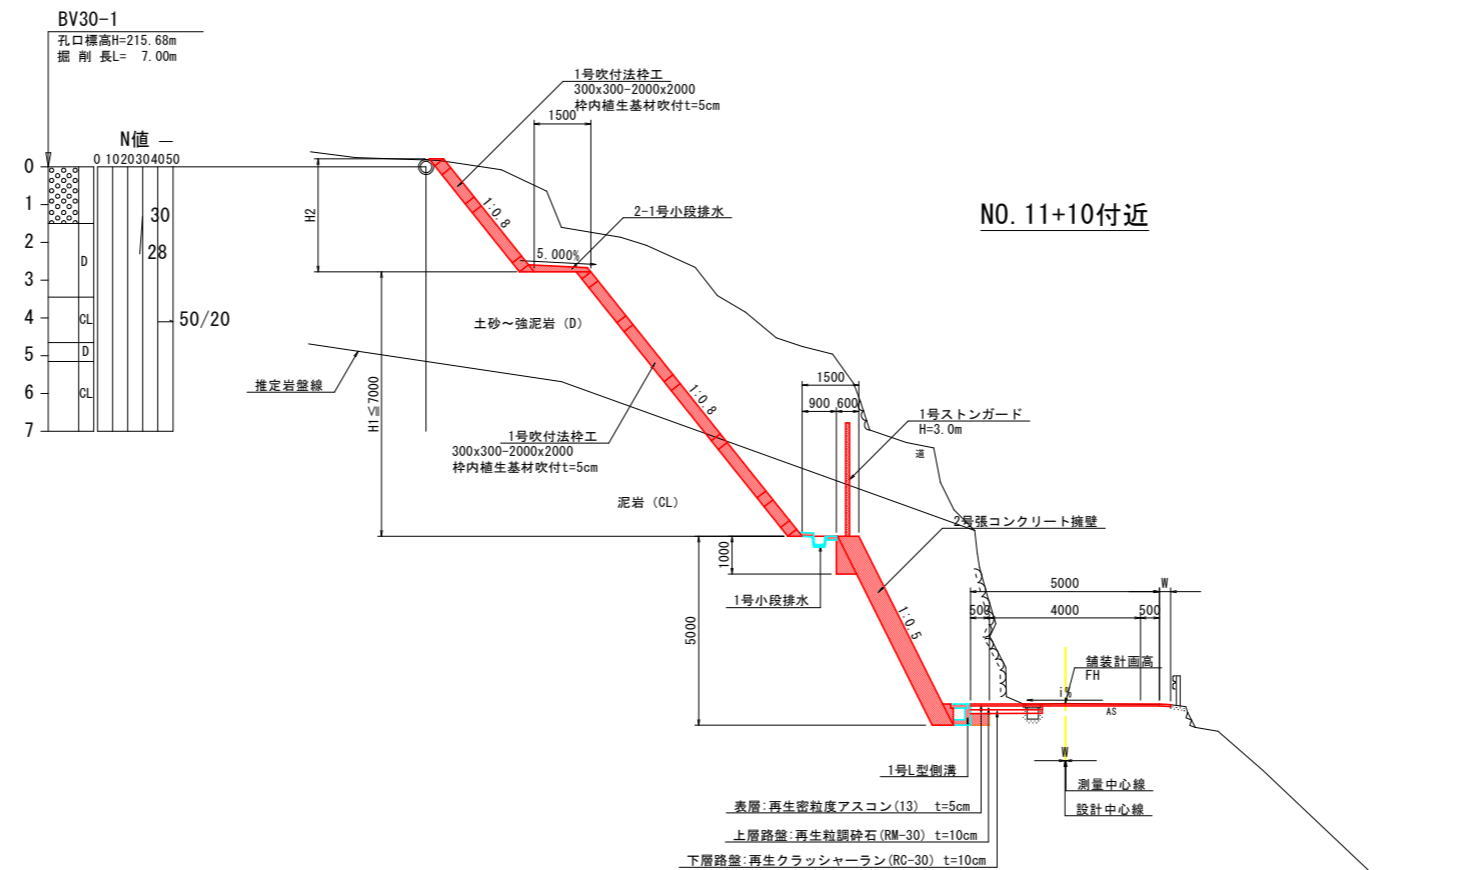 BV30-1
孔口標高H=215.68m
掘 削 長L= 7.00m
N値
0 10 20 30 40 50
0
1
2
3
4
5
6
7
D
CL
D
CL
30
28
50/20
1号吹付法枠工
300x300-2000x2000
枠内植生基材吹付t=5cm
1500
H2
1:0.8
2-1号小段排水
5.000%
NO.11+10付近
土砂～強泥岩 (D)
推定岩盤線
H1≦7000
1:0.8
1号吹付法枠工
300x300-2000x2000
枠内植生基材吹付t=5cm
泥岩 (CL)
1500
900
600
1号ストンガード
H=3.0m
道
2号張コンクリート擁壁
1000
1号小段排水
5000
1:0.5
5000
W
500
4000
500
舗装計画高
FH
i%
AS
W
1号L型側溝
測量中心線
設計中心線
表層:再生密粒度アスコン(13) t=5cm
上層路盤:再生粒調砕石(RM-30) t=10cm
下層路盤:再生クラッシャーラン(RC-30) t=10cm